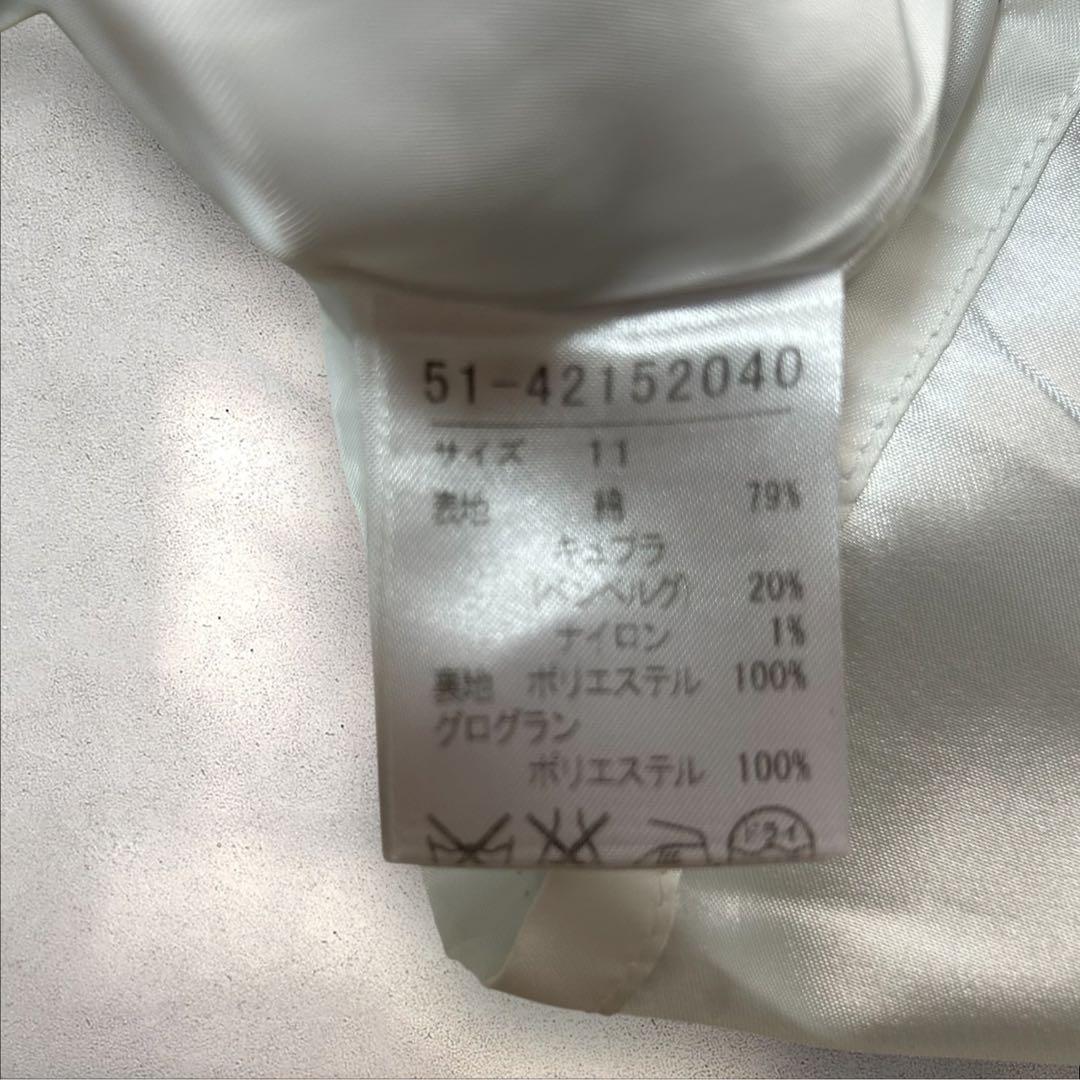 51-42152040
サイズ 11
表地 綿 79%
キュプラ
(ベンベルグ) 20%
ナイロン 1%
裏地 ポリエステル 100%
グログラン
ポリエステル 100%
ドライ